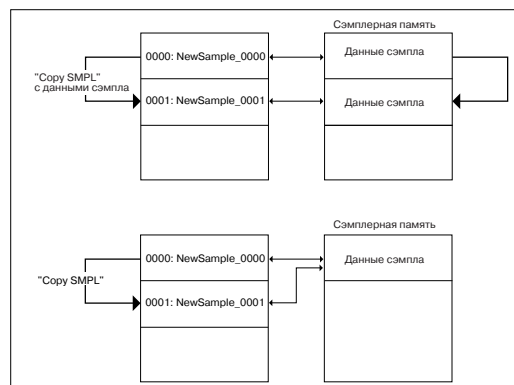 Сэмплерная память
0000: NewSample_0000
Данные сэмпла
"Copy SMPL"
с данными сэмпла
0001: NewSample_0001
Данные сэмпла
Сэмплерная память
0000: NewSample_0000
Данные сэмпла
"Copy SMPL"
0001: NewSample_0001